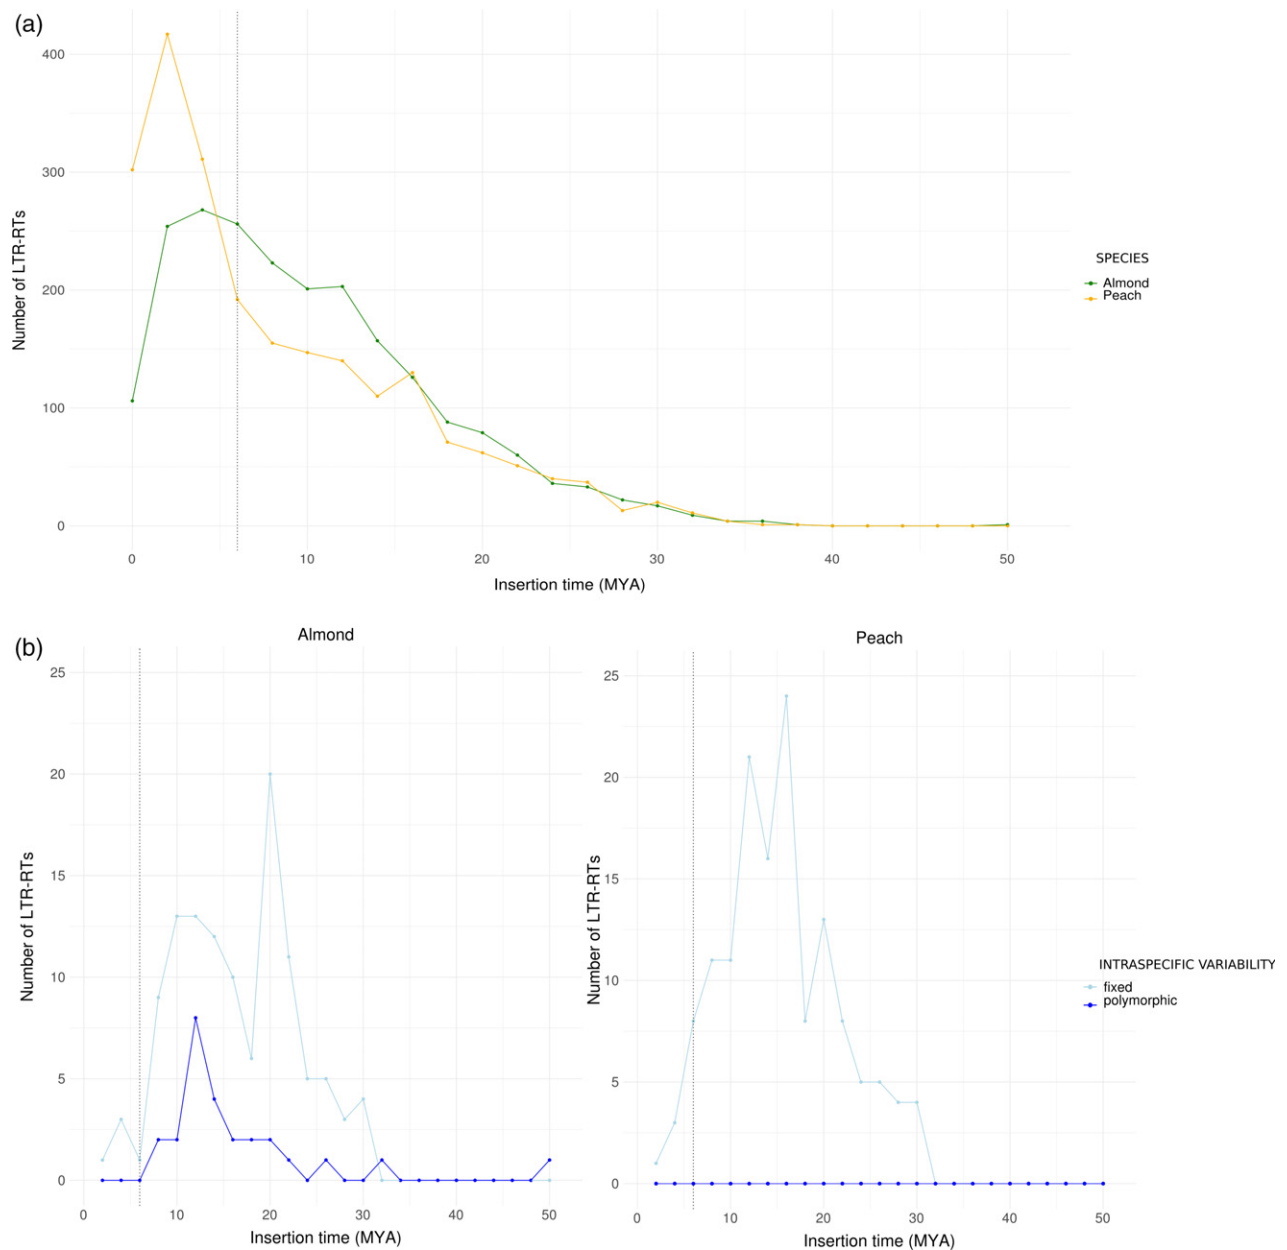 (a)
400
300
200
100
0
Number of LTR-RTs
0 10 20 30 40 50
Insertion time (MYA)
SPECIES
Almond
Peach
(b)
Almond
25
20
15
10
5
0
Number of LTR-RTs
0 10 20 30 40 50
Insertion time (MYA)
Peach
25
20
15
10
5
0
Number of LTR-RTs
0 10 20 30 40 50
Insertion time (MYA)
INTRASPECIFIC VARIABILITY
fixed
polymorphic